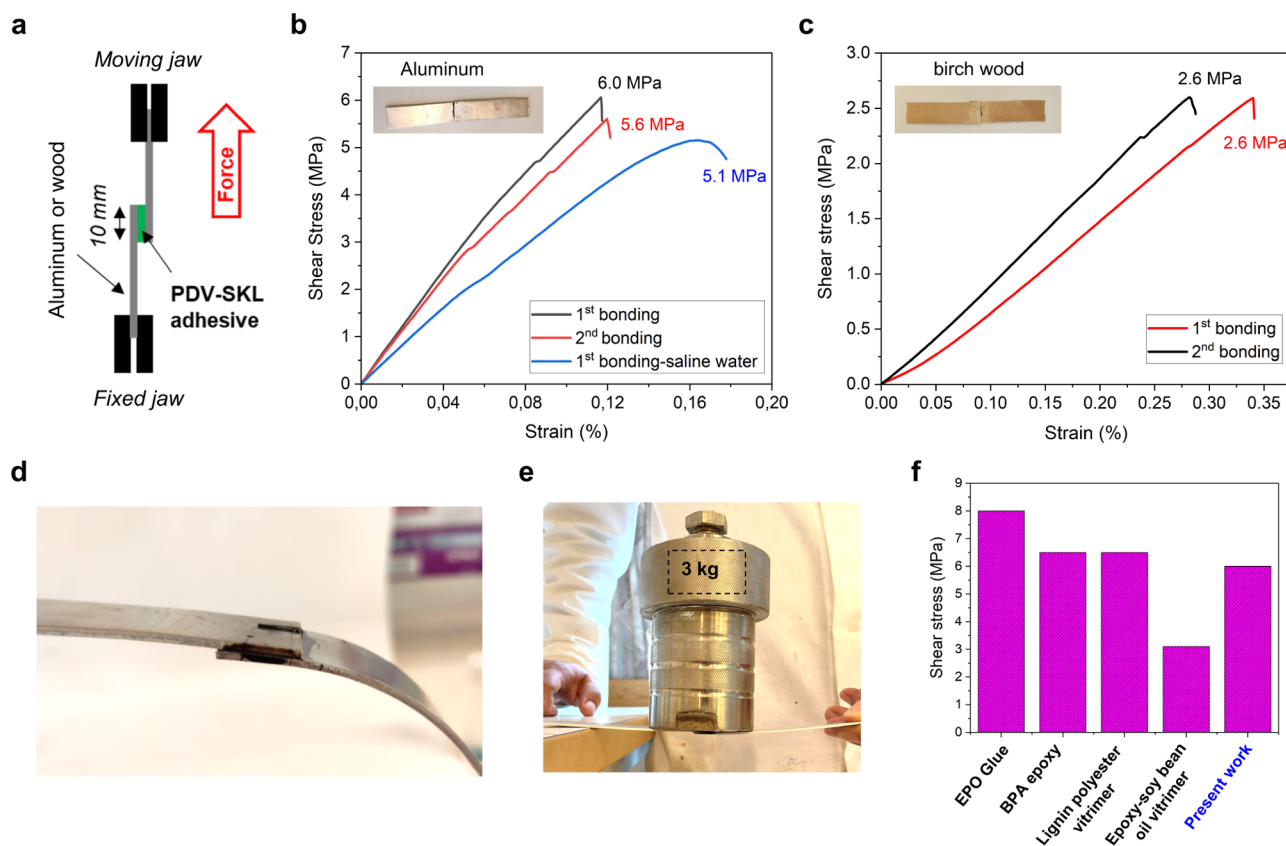 a
Moving jaw
Force
10 mm
Aluminum or wood
PDV-SKL
adhesive
Fixed jaw
b
Aluminum
6.0 MPa
5.6 MPa
5.1 MPa
1st bonding
2nd bonding
1st bonding-saline water
Shear Stress (MPa)
7
6
5
4
3
2
1
0
0,00 0,04 0,08 0,12 0,16 0,20
Strain (%)
c
birch wood
2.6 MPa
2.6 MPa
1st bonding
2nd bonding
Shear stress (MPa)
3.0
2.5
2.0
1.5
1.0
0.5
0.0
0.00 0.05 0.10 0.15 0.20 0.25 0.30 0.35
Strain (%)
d
e
3 kg
f
Shear stress (MPa)
9
8
7
6
5
4
3
2
1
0
EPO Glue
BPA epoxy
Lignin polyester
vitrimer
Epoxy-soy bean
oil vitrimer
Present work